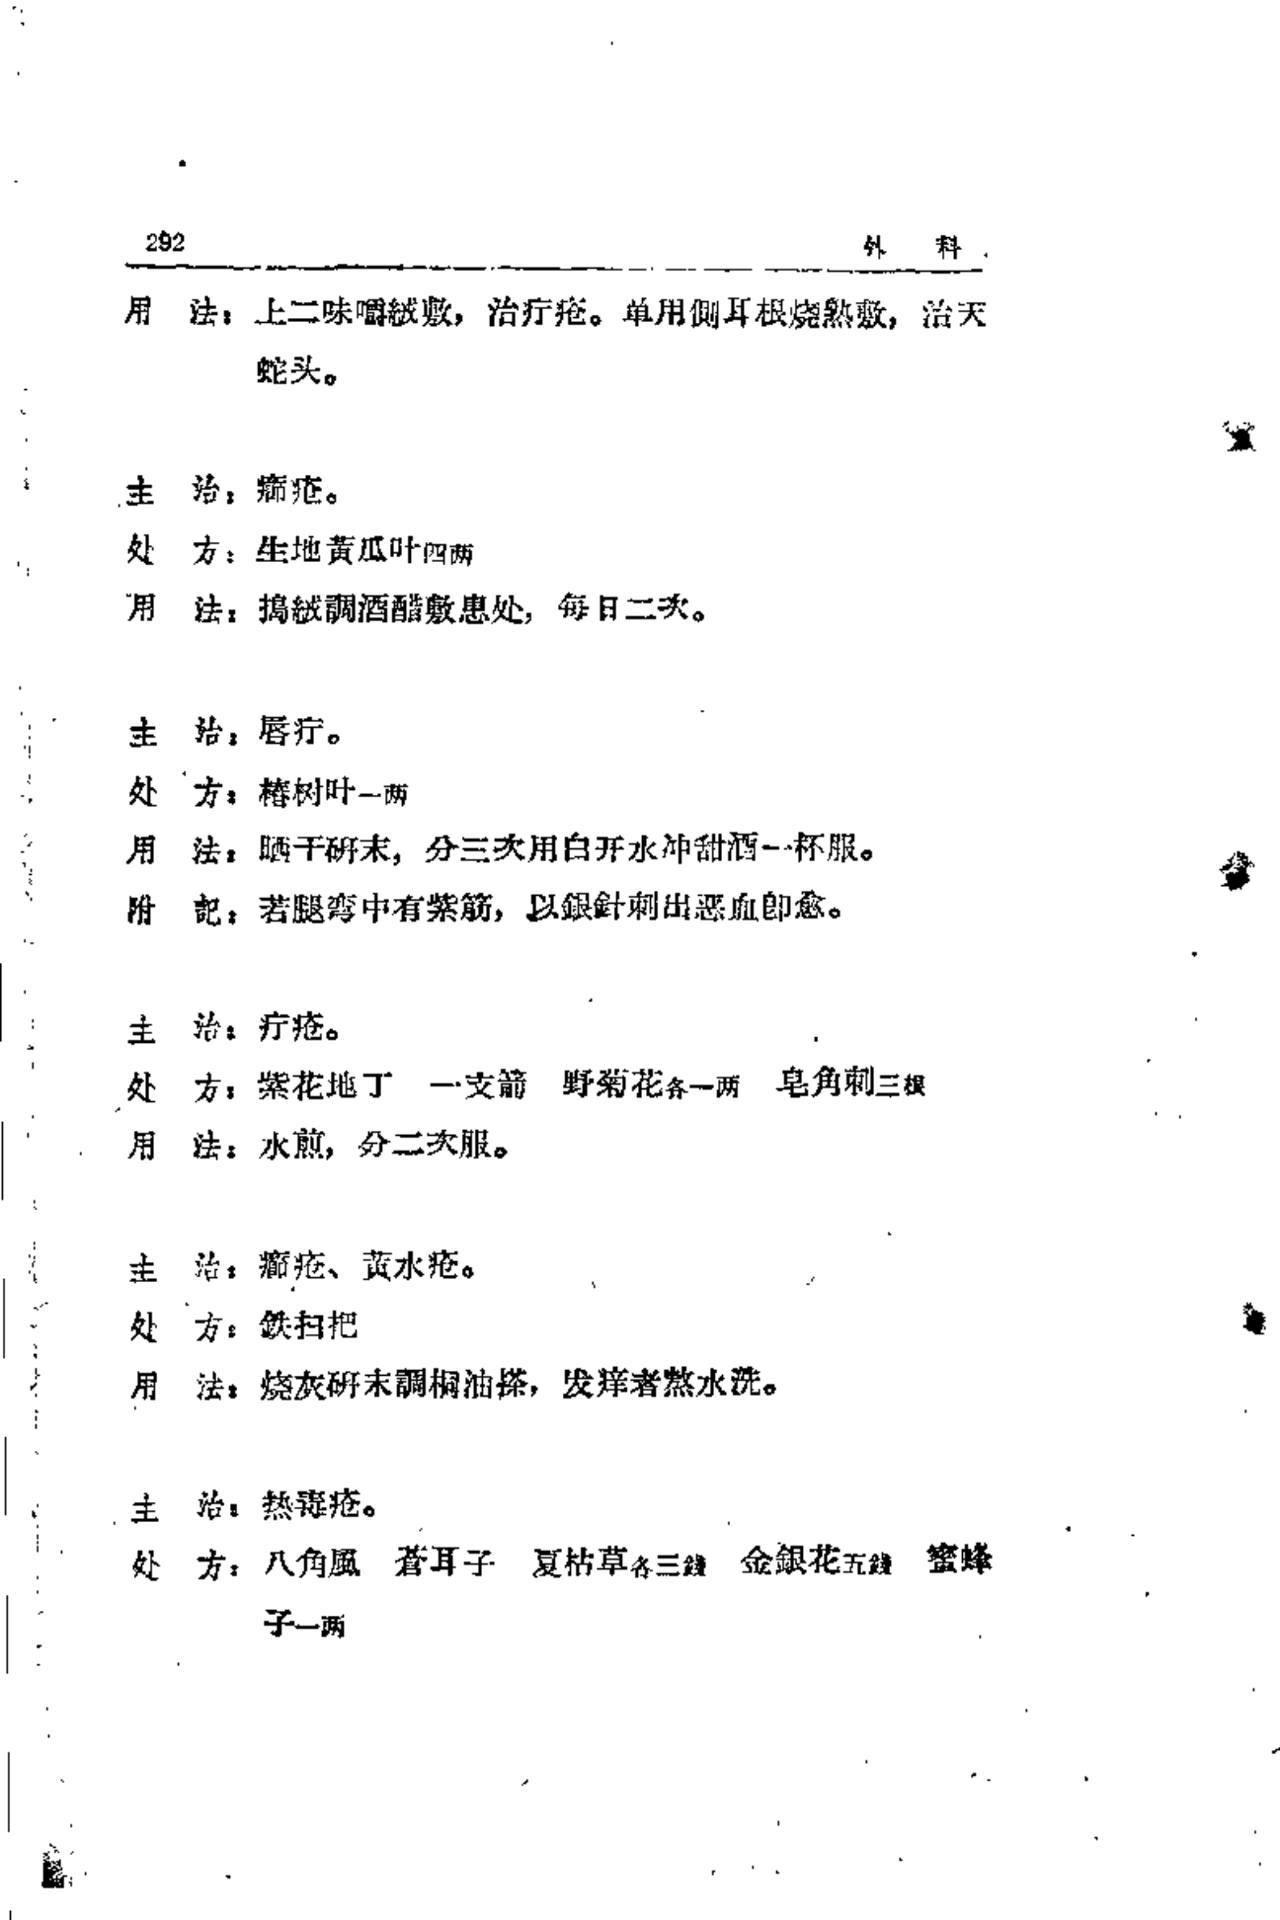 292 外 科
用 法：上二味嚼絨敷，治疔疮。单用側耳根烧熟敷，治天
蛇头。
主 治：疖疮。
处 方：生地黄瓜叶四两
用 法：搗絨調酒醋敷患处，每日二次。
主 治：唇疔。
处 方：椿树叶一两
用 法：晒干研末，分三次用白开水冲甜酒一杯服。
附 記：若腿弯中有紫筋，以銀針刺出恶血即愈。
主 治：疔疮。
处 方：紫花地丁 一支箭 野菊花各一两 皂角刺三根
用 法：水煎，分二次服。
主 治：疮、黄水疮。
处 方：鉄扫把
用 法：烧灰研末調桐油搽，发痒者熬水洗。
主 治：热毒疮。
处 方：八角風 蒼耳子 夏枯草各三錢 金銀花五錢 蜜蜂
子一两